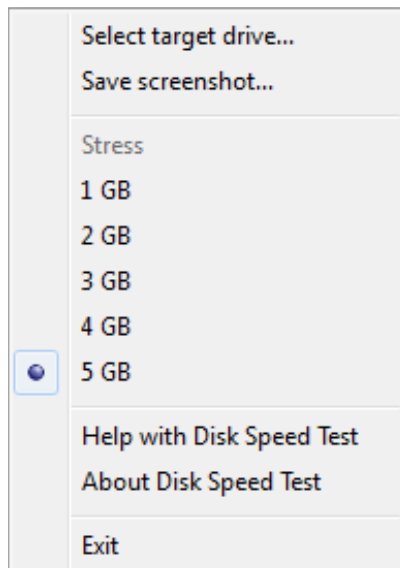 Select target drive...
Save screenshot...
Stress
1 GB
2 GB
3 GB
4 GB
5 GB
Help with Disk Speed Test
About Disk Speed Test
Exit